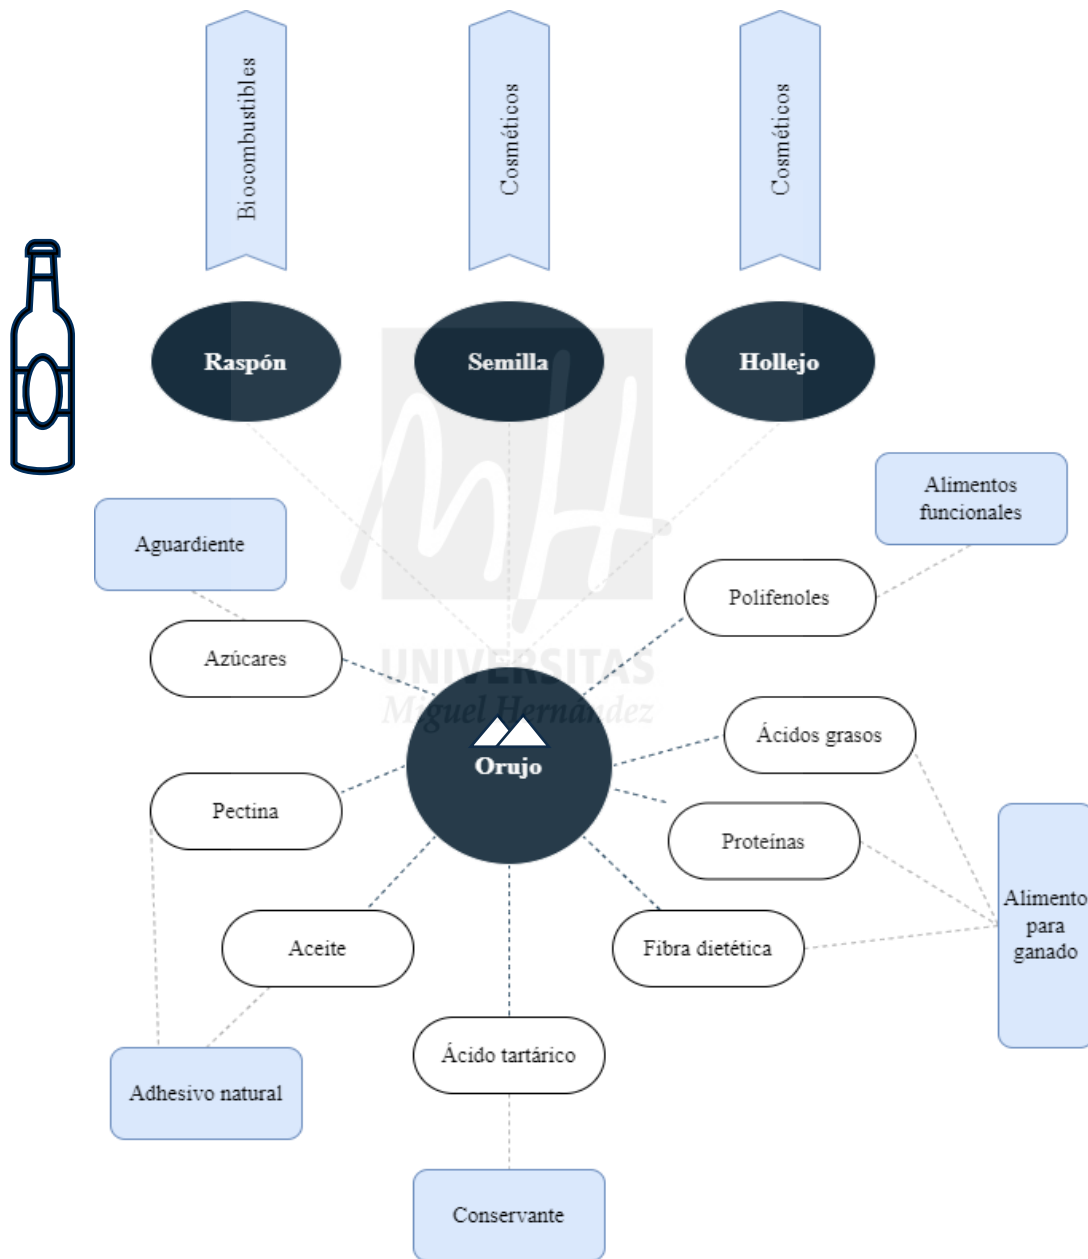 Biocombustibles
Cosméticos
Cosméticos
Raspón
Semilla
Hollejo
Alimentos
funcionales
Aguardiente
Polifenoles
Azúcares
UNIVERSITAS
Miguel Hernández
Ácidos grasos
Orujo
Pectina
Proteínas
Alimento
para
ganado
Aceite
Fibra dietética
Ácido tartárico
Adhesivo natural
Conservante